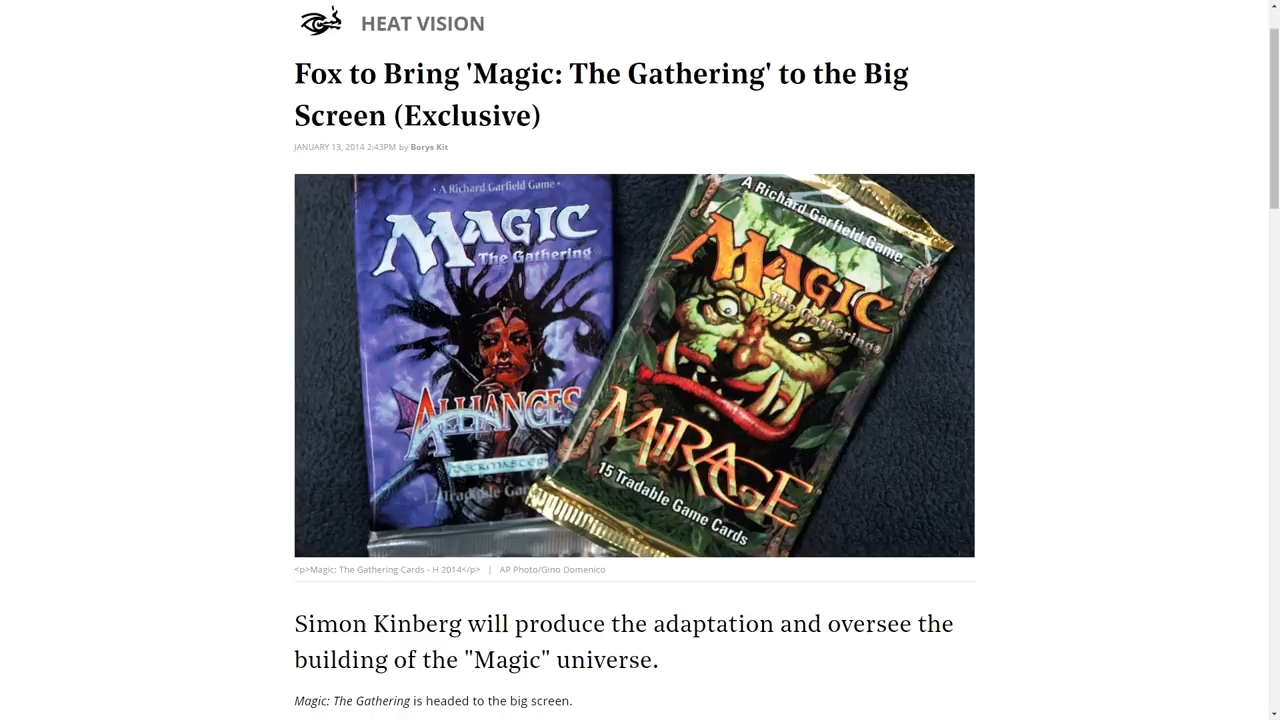 HEAT VISION
Fox to Bring 'Magic: The Gathering' to the Big
Screen (Exclusive)
JANUARY 13, 2014 2:43PM by Borys Kit
• A Richard Garfield Game •
MAGIC
The Gathering
ALLIANCES
DECKMASTER
A Richard Garfield Game
MAGIC
The Gathering®
MIRAGE
15 Tradable Game Cards
<p>Magic: The Gathering Cards - H 2014</p> | AP Photo/Gino Domenico
Simon Kinberg will produce the adaptation and oversee the
building of the "Magic" universe.
Magic: The Gathering is headed to the big screen.